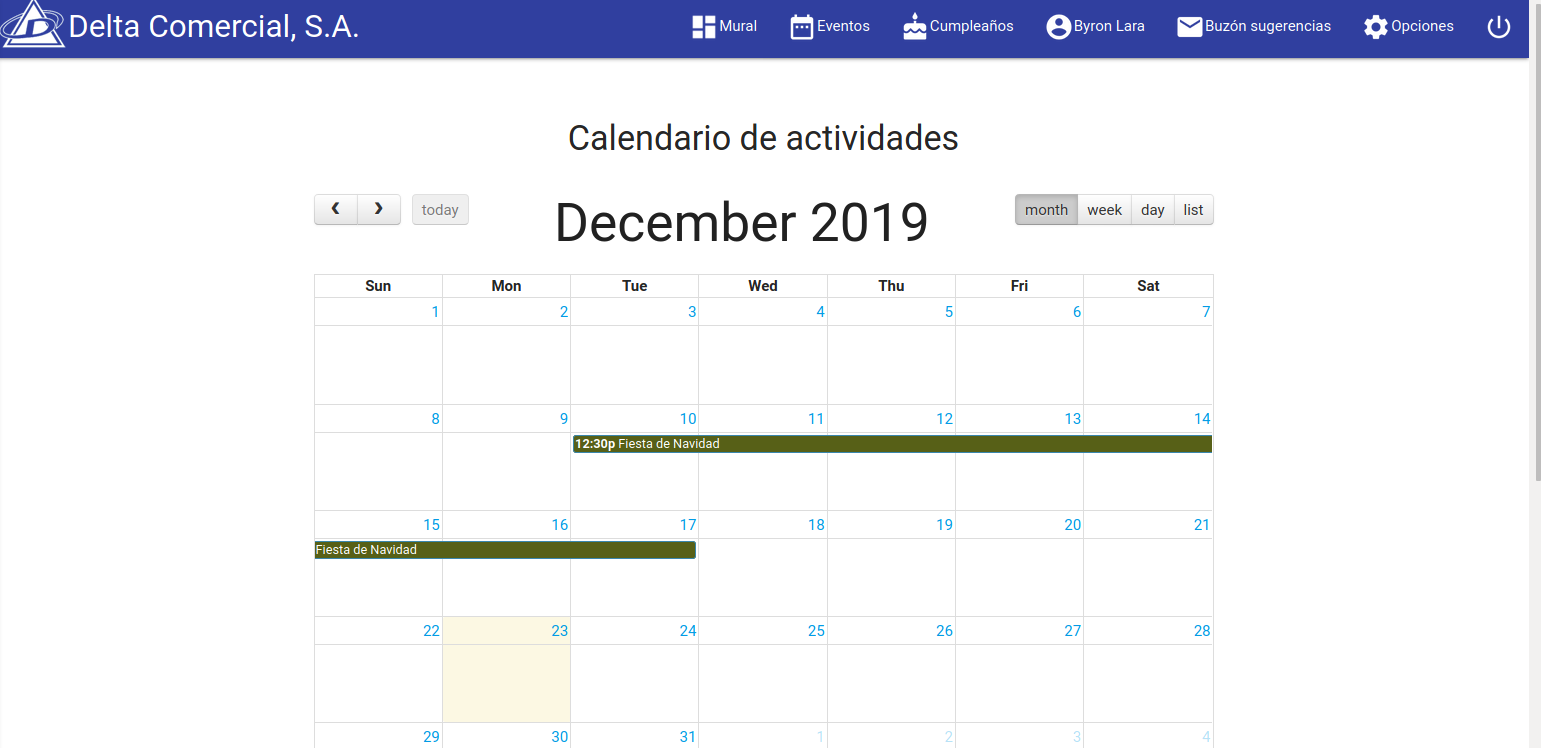 Delta Comercial, S.A. Mural Eventos Cumpleaños Byron Lara Buzón sugerencias Opciones
Calendario de actividades
today December 2019 month week day list
Sun Mon Tue Wed Thu Fri Sat
1 2 3 4 5 6 7
8 9 10 11 12 13 14
12:30p Fiesta de Navidad
15 16 17 18 19 20 21
Fiesta de Navidad
22 23 24 25 26 27 28
29 30 31 1 2 3 4